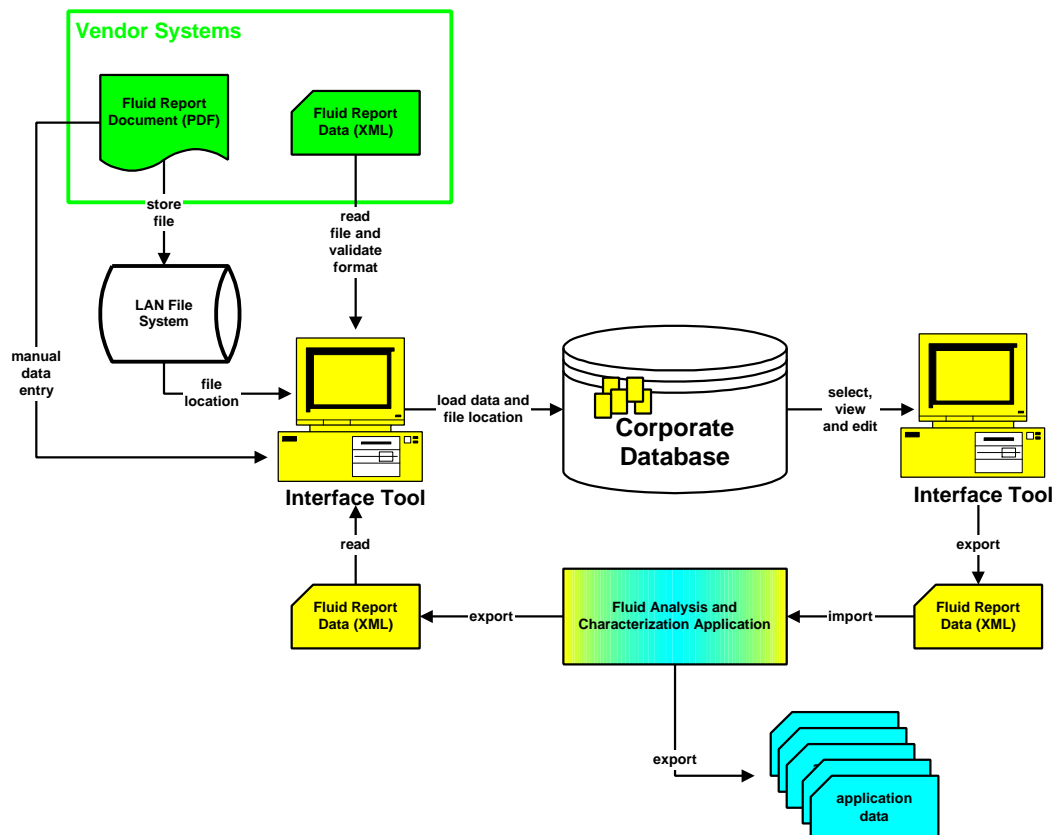 Vendor Systems
Fluid Report
Document (PDF)
Fluid Report
Data (XML)
store
file
read
file and
validate
format
LAN File
System
manual
data
entry
file
location
load data and
file location
Corporate
Database
select,
view
and edit
Interface Tool
Interface Tool
read
export
Fluid Report
Data (XML)
export
Fluid Analysis and
Characterization Application
import
Fluid Report
Data (XML)
export
application
data